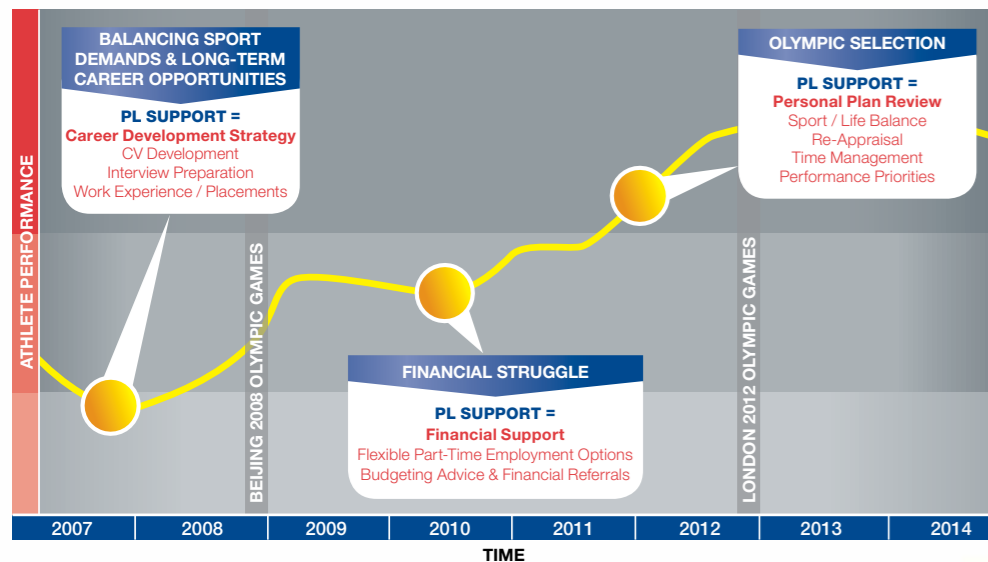 BALANCING SPORT
DEMANDS & LONG-TERM
CAREER OPPORTUNITIES
PL SUPPORT =
Career Development Strategy
CV Development
Interview Preparation
Work Experience / Placements
OLYMPIC SELECTION
PL SUPPORT =
Personal Plan Review
Sport / Life Balance
Re-Appraisal
Time Management
Performance Priorities
ATHLETE PERFORMANCE
BEIJING 2008 OLYMPIC GAMES
LONDON 2012 OLYMPIC GAMES
FINANCIAL STRUGGLE
PL SUPPORT =
Financial Support
Flexible Part-Time Employment Options
Budgeting Advice & Financial Referrals
2007 2008 2009 2010 2011 2012 2013 2014
TIME